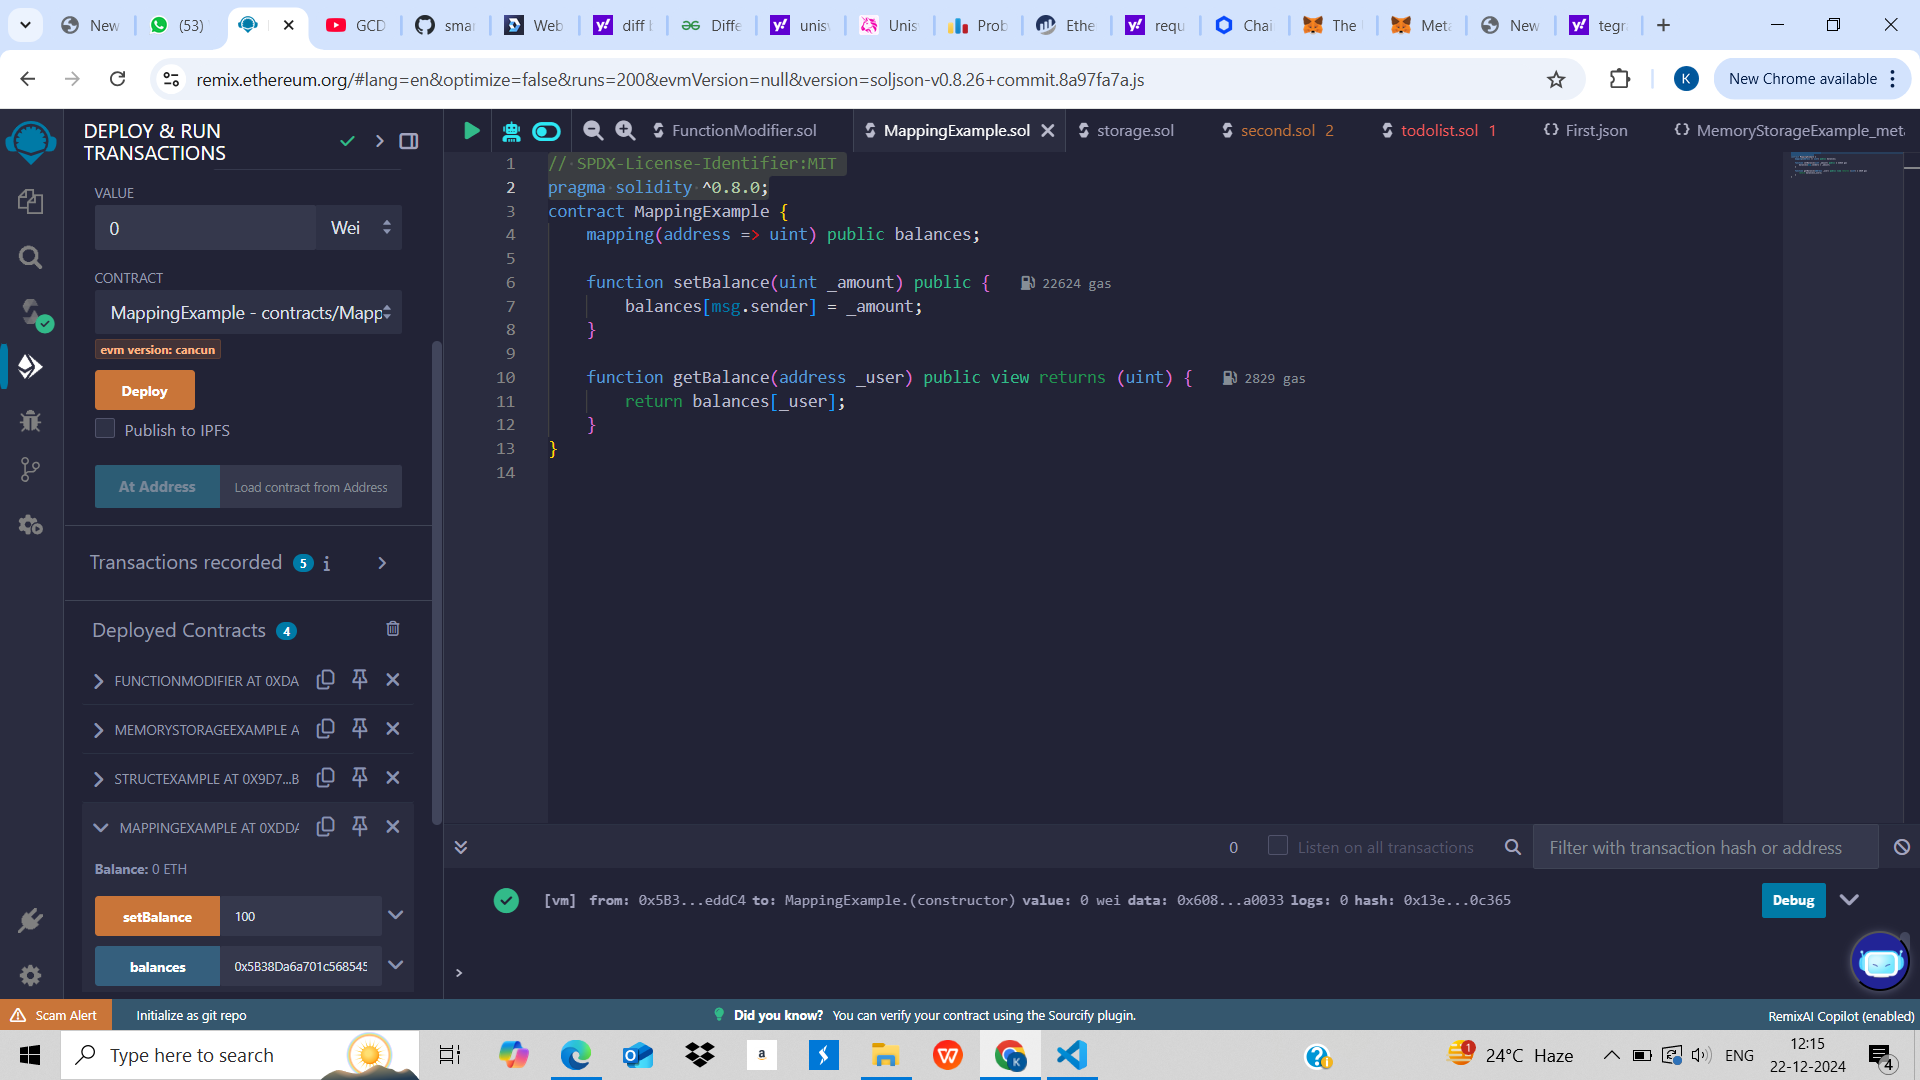 New
(53)
GCD
smar
Web
diff b
Diffe
unisw
Unis
Prob
Ethe
requ
Chai
The
Meta
New
tegra
remix.ethereum.org/#lang=en&optimize=false&runs=200&evmVersion=null&version=soljson-v0.8.26+commit.8a97fa7a.js
K
New Chrome available
DEPLOY & RUN
TRANSACTIONS
VALUE
0
Wei
CONTRACT
MappingExample - contracts/Mapp
evm version: cancun
Deploy
Publish to IPFS
At Address
Load contract from Address
Transactions recorded 5 i
Deployed Contracts 4
FUNCTIONMODIFIER AT 0XDA
MEMORYSTORAGEEXAMPLE A
STRUCTEXAMPLE AT 0X9D7...B
MAPPINGEXAMPLE AT 0XDDA
Balance: 0 ETH
setBalance
100
balances
0x5B38Da6a701c568545
FunctionModifier.sol
MappingExample.sol
storage.sol
second.sol 2
todolist.sol 1
First.json
MemoryStorageExample_meta
1 // SPDX-License-Identifier:MIT
2 pragma solidity ^0.8.0;
3 contract MappingExample {
4 mapping(address => uint) public balances;
5
6 function setBalance(uint _amount) public { 22624 gas
7 balances[msg.sender] = _amount;
8 }
9
10 function getBalance(address _user) public view returns (uint) { 2829 gas
11 return balances[_user];
12 }
13 }
14
0
Listen on all transactions
Filter with transaction hash or address
[vm] from: 0x5B3...eddC4 to: MappingExample.(constructor) value: 0 wei data: 0x608...a0033 logs: 0 hash: 0x13e...0c365
Debug
>
Scam Alert
Initialize as git repo
Did you know? You can verify your contract using the Sourcify plugin.
RemixAI Copilot (enabled)
Type here to search
24°C Haze
ENG
12:15
22-12-2024
4